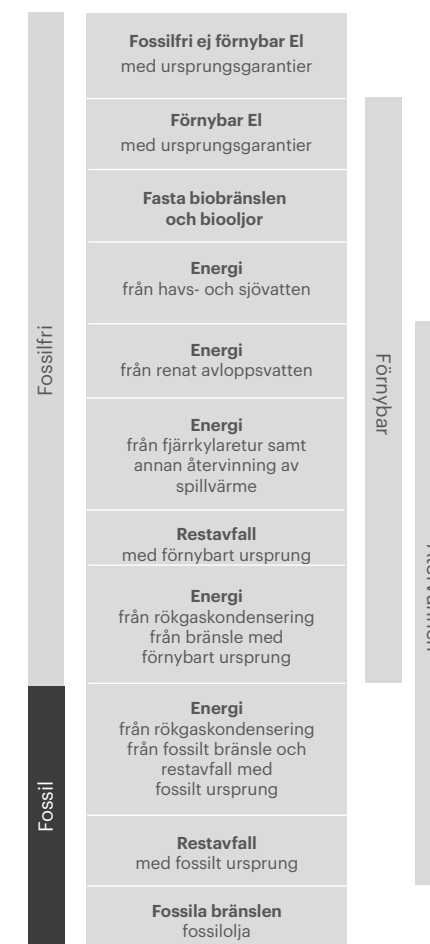 Fossilfri ej förnybar El
med ursprungsgarantier
Förnybar El
med ursprungsgarantier
Fasta biobränslen
och biooljor
Energi
från havs- och sjövatten
Energi
från renat avloppsvatten
Energi
från fjärrkylaretur samt
annan återvinning av
spillvärme
Restavfall
med förnybart ursprung
Energi
från rökgaskondensering
från bränsle med
förnybart ursprung
Energi
från rökgaskondensering
från fossilt bränsle och
restavfall med
fossilt ursprung
Restavfall
med fossilt ursprung
Fossila bränslen
fossilolja
Fossilfri
Fossil
Förnybar